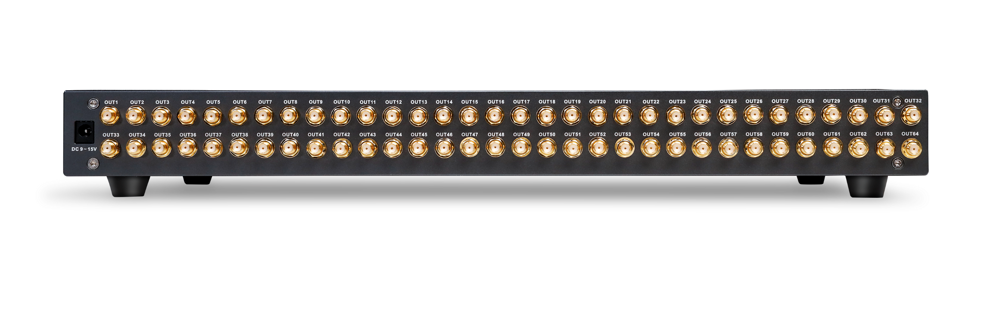 OUT1 OUT2 OUT3 OUT4 OUT5 OUT6 OUT7 OUT8 OUT9 OUT10 OUT11 OUT12 OUT13 OUT14 OUT15 OUT16 OUT17 OUT18 OUT19 OUT20 OUT21 OUT22 OUT23 OUT24 OUT25 OUT26 OUT27 OUT28 OUT29 OUT30 OUT31 OUT32
OUT33 OUT34 OUT35 OUT36 OUT37 OUT38 OUT39 OUT40 OUT41 OUT42 OUT43 OUT44 OUT45 OUT46 OUT47 OUT48 OUT49 OUT50 OUT51 OUT52 OUT53 OUT54 OUT55 OUT56 OUT57 OUT58 OUT59 OUT60 OUT61 OUT62 OUT63 OUT64
DC 9~15V